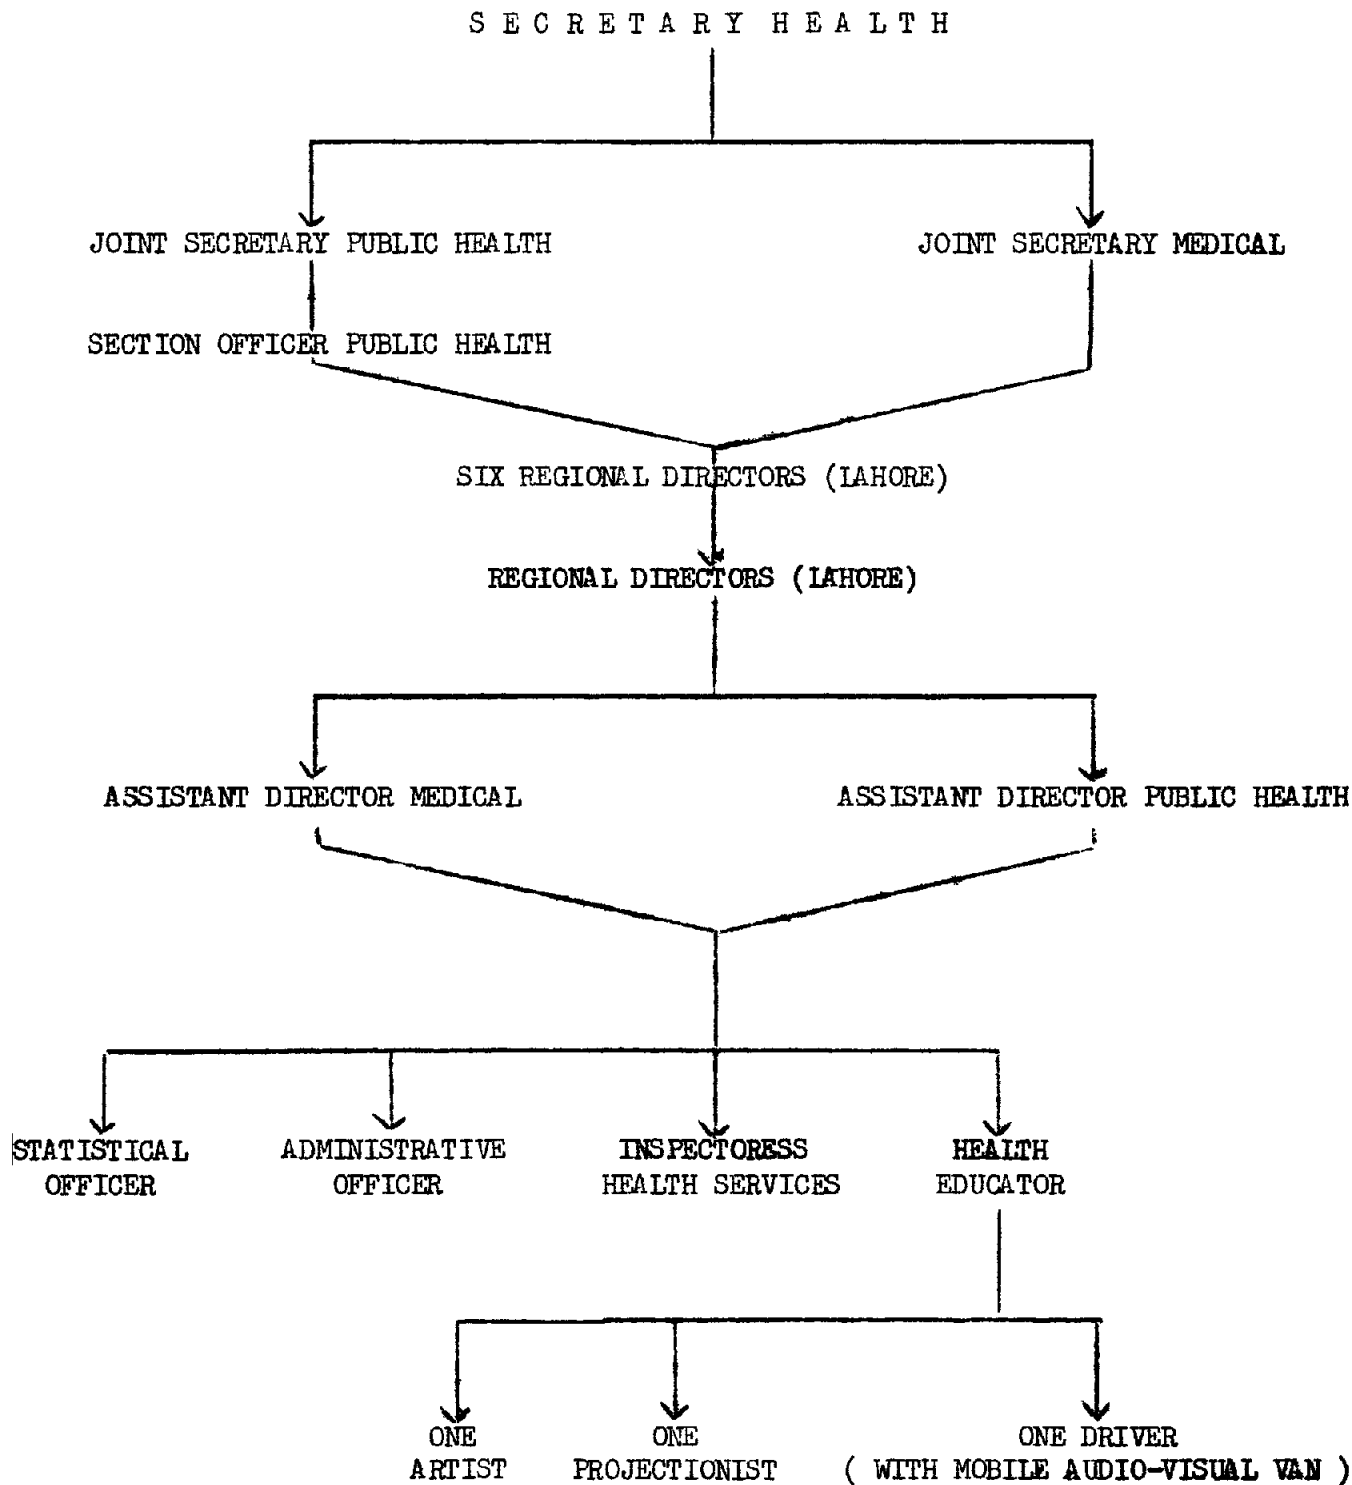 SECRETARY HEALTH
JOINT SECRETARY PUBLIC HEALTH
JOINT SECRETARY MEDICAL
SECTION OFFICER PUBLIC HEALTH
SIX REGIONAL DIRECTORS (LAHORE)
REGIONAL DIRECTORS (LAHORE)
ASSISTANT DIRECTOR MEDICAL
ASSISTANT DIRECTOR PUBLIC HEALTH
STATISTICAL
OFFICER
ADMINISTRATIVE
OFFICER
INSPECTORESS
HEALTH SERVICES
HEALTH
EDUCATOR
ONE
ARTIST
ONE
PROJECTIONIST
ONE DRIVER
( WITH MOBILE AUDIO-VISUAL VAN )